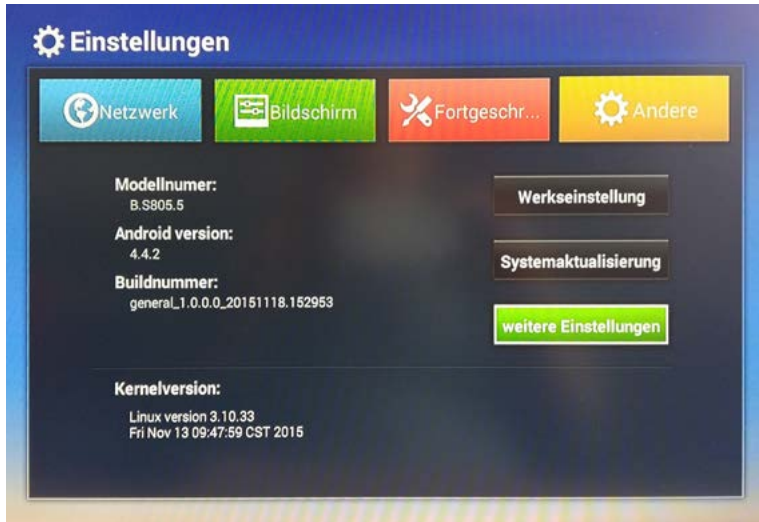 Einstellungen
Netzwerk
Bildschirm
Fortgeschr...
Andere
Modellnumer:
B.S805.5
Android version:
4.4.2
Buildnummer:
general_1.0.0.0_20151118.152953
Werkseinstellung
Systemaktualisierung
weitere Einstellungen
Kernelversion:
Linux version 3.10.33
Fri Nov 13 09:47:59 CST 2015